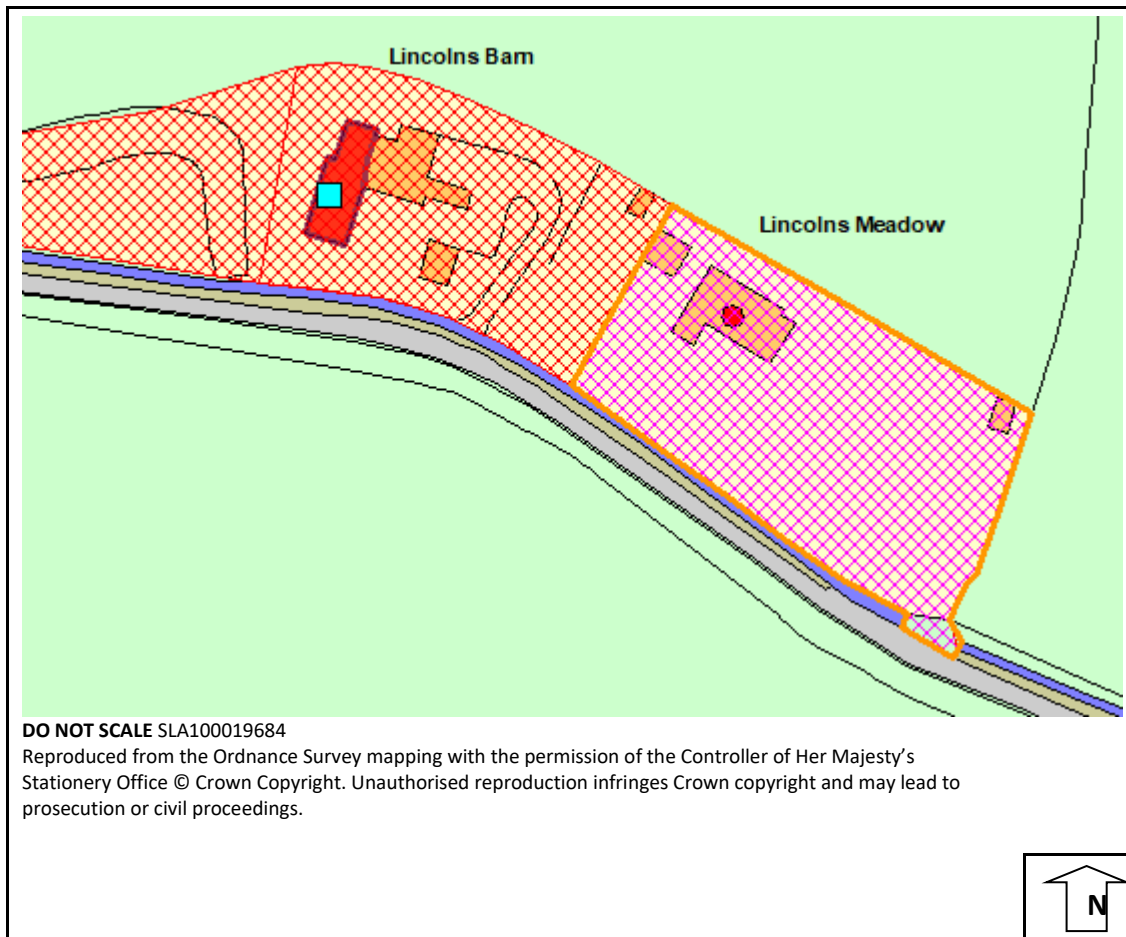 Lincolns Barn
Lincolns Meadow
DO NOT SCALE SLA100019684
Reproduced from the Ordnance Survey mapping with the permission of the Controller of Her Majesty’s
Stationery Office © Crown Copyright. Unauthorised reproduction infringes Crown copyright and may lead to
prosecution or civil proceedings.
N